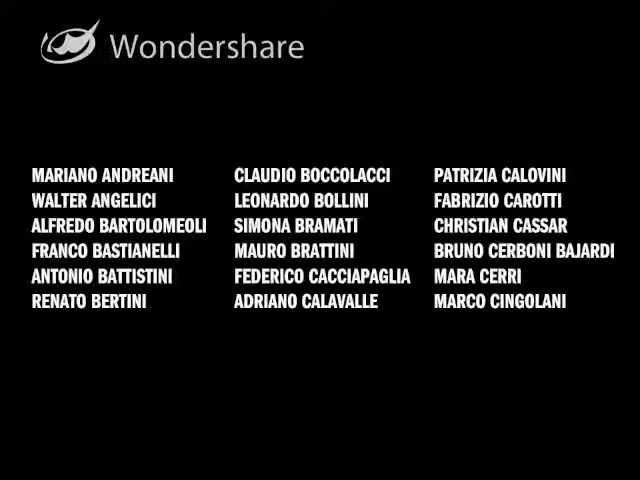 Wondershare
MARIANO ANDREANI
WALTER ANGELICI
ALFREDO BARTOLOMEOLI
FRANCO BASTIANELLI
ANTONIO BATTISTINI
RENATO BERTINI
CLAUDIO BOCCOLACCI
LEONARDO BOLLINI
SIMONA BRAMATI
MAURO BRATTINI
FEDERICO CACCIAPAGLIA
ADRIANO CALAVALLE
PATRIZIA CALOVINI
FABRIZIO CAROTTI
CHRISTIAN CASSAR
BRUNO CERBONI BAJARDI
MARA CERRI
MARCO CINGOLANI